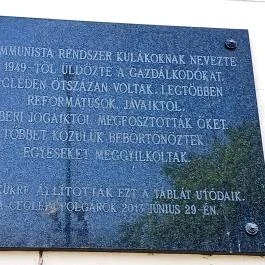 MMUNISTA RENDSZER KULÁKOKNAK NEVEZTE
1949-TŐL ÜLDÖZTE A GAZDÁLKODÓKAT.
CEGLÉDEN ÖTSZÁZAN VOLTAK. LEGTÖBBEN
REFORMÁTUSOK. JAVAIKTÓL,
BERI JOGAIKTÓL MEGFOSZTOTTÁK ŐKET.
TÖBBET KÖZÜLÜK BEBÖRTÖNÖZTEK
EGYESEKET MEGGYILKOLTAK.
KÜKRE ÁLLÍTOTTÁK EZT A TÁBLÁT UTÓDAIK.
A CEGLÉDI POLGÁROK 2013 JÚNIUS 29-ÉN.